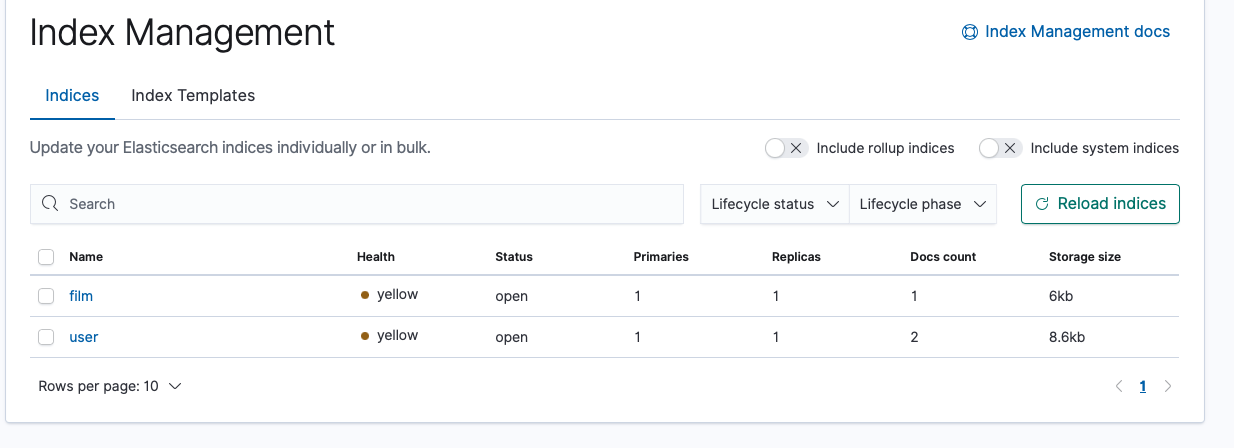 Index Management
Index Management docs
Indices Index Templates
Update your Elasticsearch indices individually or in bulk.
Include rollup indices Include system indices
Search Lifecycle status Lifecycle phase Reload indices
Name Health Status Primaries Replicas Docs count Storage size
film yellow open 1 1 1 6kb
user yellow open 1 1 2 8.6kb
Rows per page: 10 1